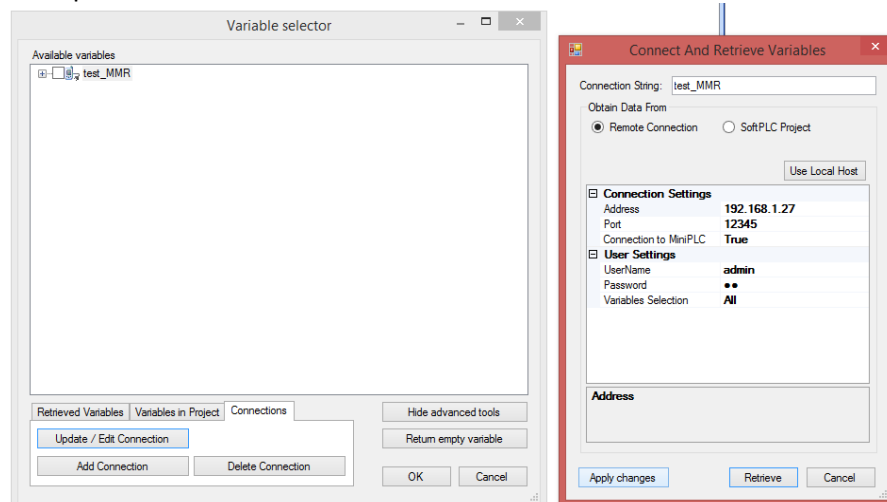 Variable selector
Available variables
test_MMR
Retrieved Variables Variables in Project Connections
Update / Edit Connection
Add Connection Delete Connection
Hide advanced tools
Return empty variable
OK Cancel
Connect And Retrieve Variables
Connection String: test_MMR
Obtain Data From
Remote Connection SoftPLC Project
Use Local Host
Connection Settings
Address 192.168.1.27
Port 12345
Connection to MiniPLC True
User Settings
UserName admin
Password ●●
Variables Selection All
Address
Apply changes Retrieve Cancel